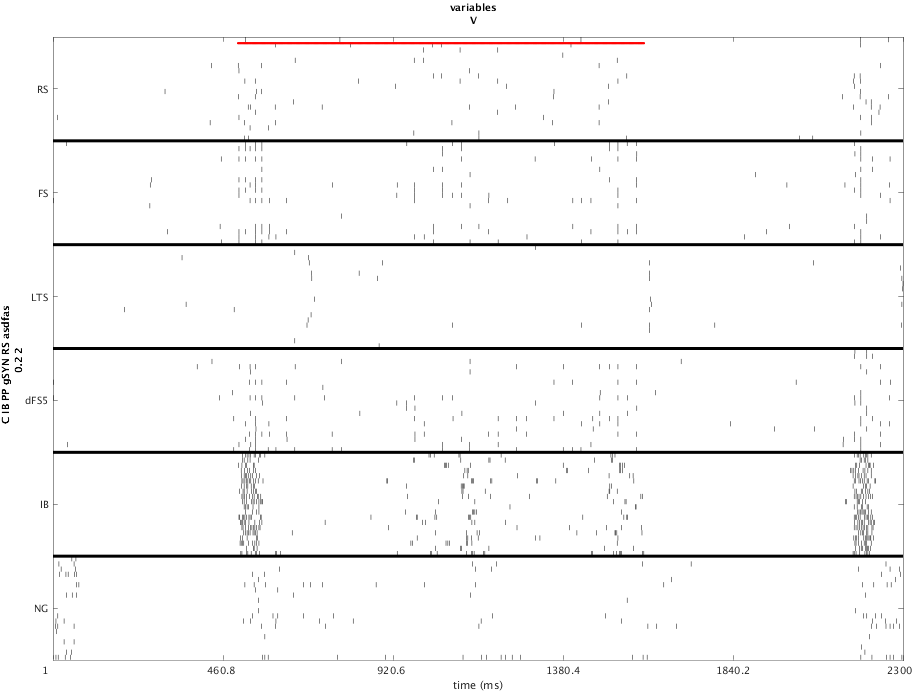 variables
V
C IB PP gSYN RS asdfas
0.2 2
RS
FS
LTS
dFS5
IB
NG
1 460.8 920.6 1380.4 1840.2 2300
time (ms)